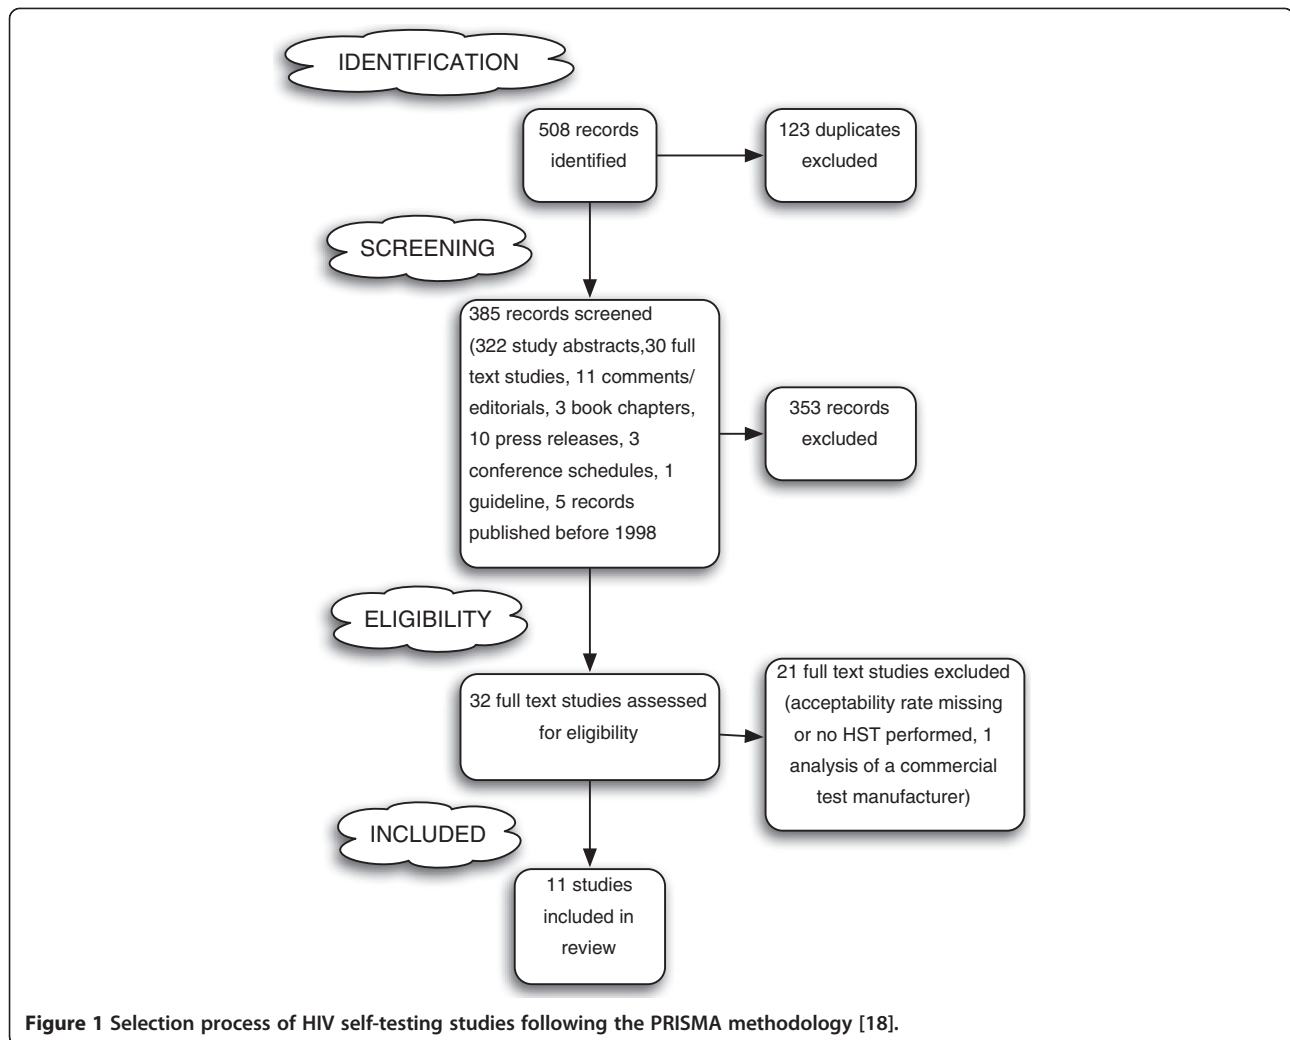 IDENTIFICATION
508 records
identified
123 duplicates
excluded
SCREENING
385 records screened
(322 study abstracts,30 full
text studies, 11 comments/
editorials, 3 book chapters,
10 press releases, 3
conference schedules, 1
guideline, 5 records
published before 1998
353 records
excluded
ELIGIBILITY
32 full text studies assessed
for eligibility
21 full text studies excluded
(acceptability rate missing
or no HST performed, 1
analysis of a commercial
test manufacturer)
INCLUDED
11 studies
included in
review
Figure 1 Selection process of HIV self-testing studies following the PRISMA methodology [18].